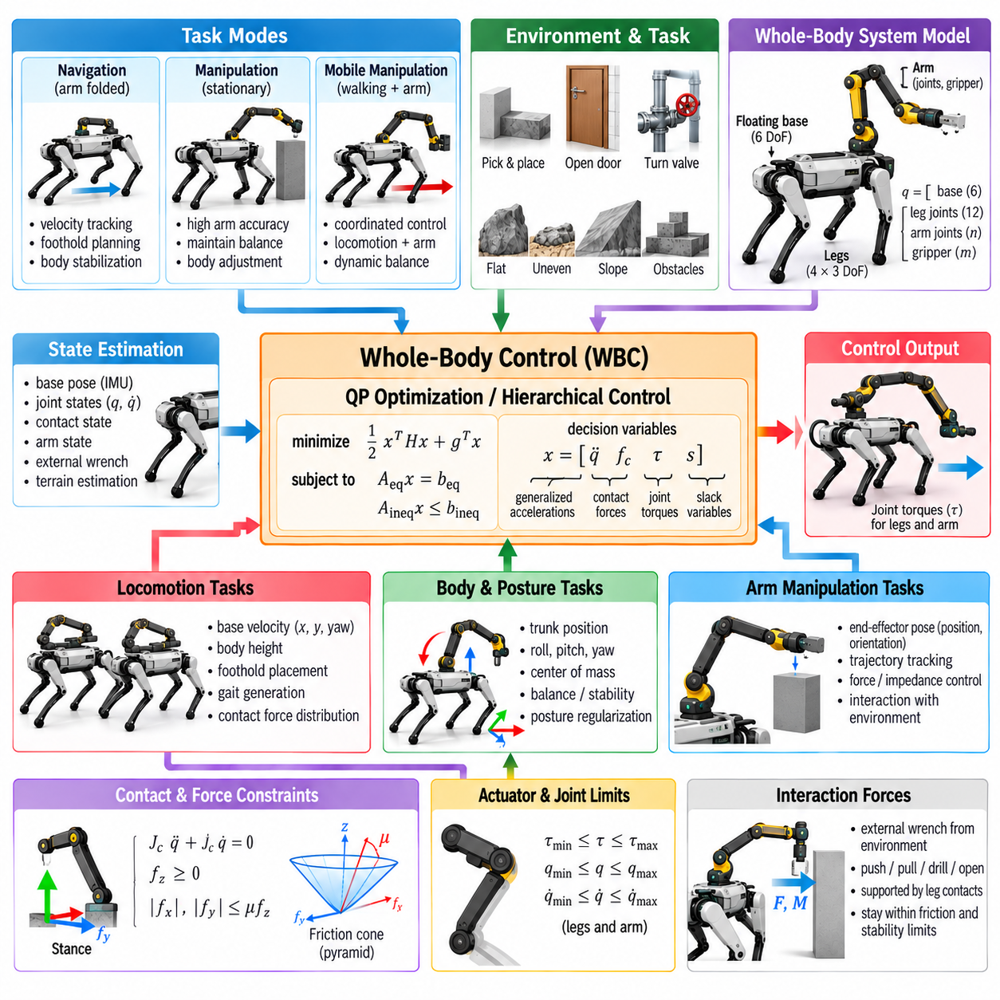 Task Modes
Navigation
(arm folded)
• velocity tracking
• foothold planning
• body stabilization
Manipulation
(stationary)
• high arm accuracy
• maintain balance
• body adjustment
Mobile Manipulation
(walking + arm)
• coordinated control
• locomotion + arm
• dynamic balance
Environment & Task
Pick & place
Open door
Turn valve
Flat
Uneven
Slope
Obstacles
Whole-Body System Model
Arm
(joints, gripper)
Floating base
(6 DoF)
q = [ base (6)
leg joints (12)
arm joints (n)
gripper (m)
Legs
(4 × 3 DoF)
State Estimation
• base pose (IMU)
• joint states (q, q̇)
• contact state
• arm state
• external wrench
• terrain estimation
Whole-Body Control (WBC)
QP Optimization / Hierarchical Control
minimize 1/2 xᵀHx + gᵀx
subject to A_eq x = b_eq
A_ineq x ≤ b_ineq
decision variables
x = [ q̈ f_c τ s ]
generalized
accelerations
contact
forces
joint
torques
slack
variables
Control Output
Joint torques (τ)
for legs and arm
Locomotion Tasks
• base velocity (x, y, yaw)
• body height
• foothold placement
• gait generation
• contact force distribution
Body & Posture Tasks
• trunk position
• roll, pitch, yaw
• center of mass
• balance / stability
• posture regularization
Arm Manipulation Tasks
• end-effector pose (position,
orientation)
• trajectory tracking
• force / impedance control
• interaction with
environment
Contact & Force Constraints
f_y
Stance
J_c q̈ + J̇_c q̇ = 0
f_z ≥ 0
|f_x|, |f_y| ≤ μf_z
z
μ
f_x
f_y
Friction cone
(pyramid)
Actuator & Joint Limits
τ_min ≤ τ ≤ τ_max
q_min ≤ q ≤ q_max
q̇_min ≤ q̇ ≤ q̇_max
(legs and arm)
Interaction Forces
F, M
• external wrench from
environment
• push / pull / drill / open
• supported by leg contacts
• stay within friction and
stability limits